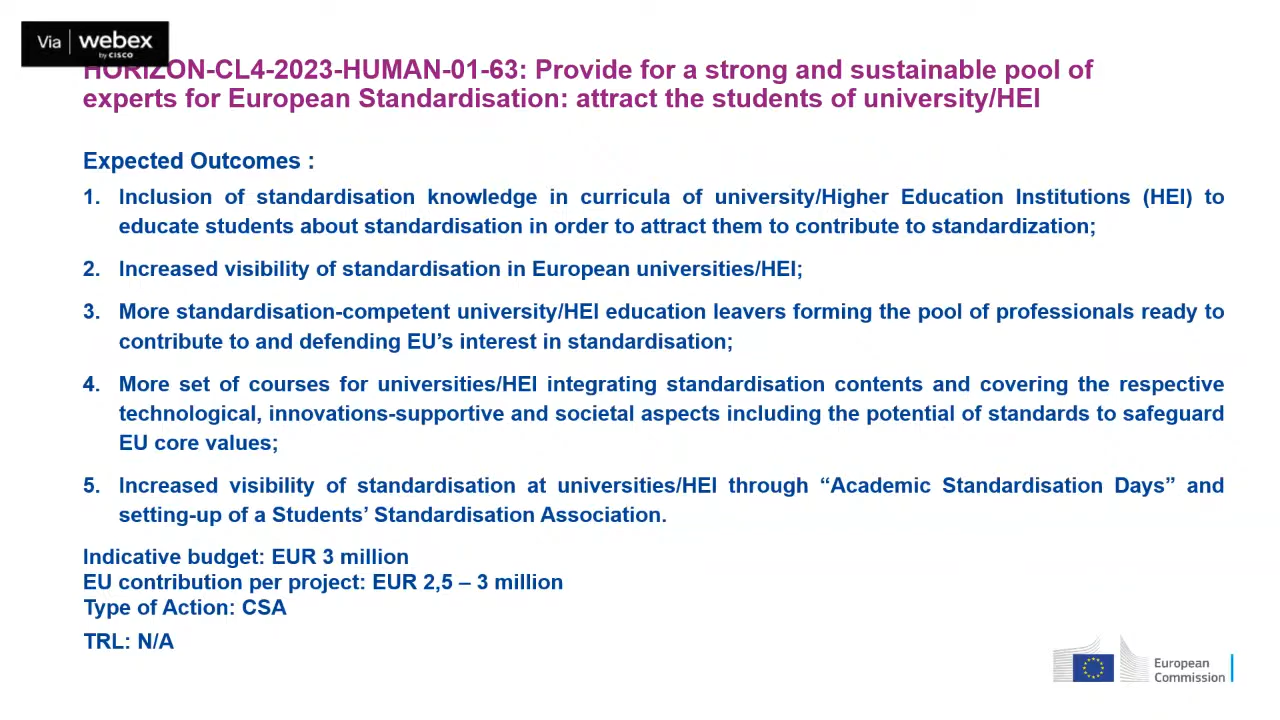 Via webex
by CISCO
HORIZON-CL4-2023-HUMAN-01-63: Provide for a strong and sustainable pool of
experts for European Standardisation: attract the students of university/HEI
Expected Outcomes :
1. Inclusion of standardisation knowledge in curricula of university/Higher Education Institutions (HEI) to
educate students about standardisation in order to attract them to contribute to standardization;
2. Increased visibility of standardisation in European universities/HEI;
3. More standardisation-competent university/HEI education leavers forming the pool of professionals ready to
contribute to and defending EU’s interest in standardisation;
4. More set of courses for universities/HEI integrating standardisation contents and covering the respective
technological, innovations-supportive and societal aspects including the potential of standards to safeguard
EU core values;
5. Increased visibility of standardisation at universities/HEI through “Academic Standardisation Days” and
setting-up of a Students’ Standardisation Association.
Indicative budget: EUR 3 million
EU contribution per project: EUR 2,5 – 3 million
Type of Action: CSA
TRL: N/A
European
Commission